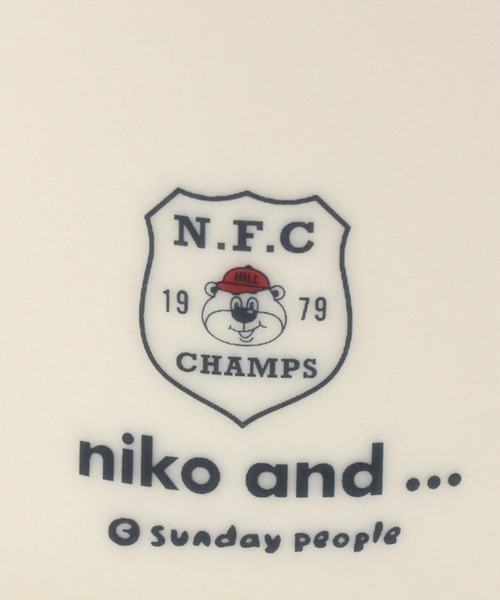 N.F.C
HILL
19 79
CHAMPS
niko and ...
© sunday people